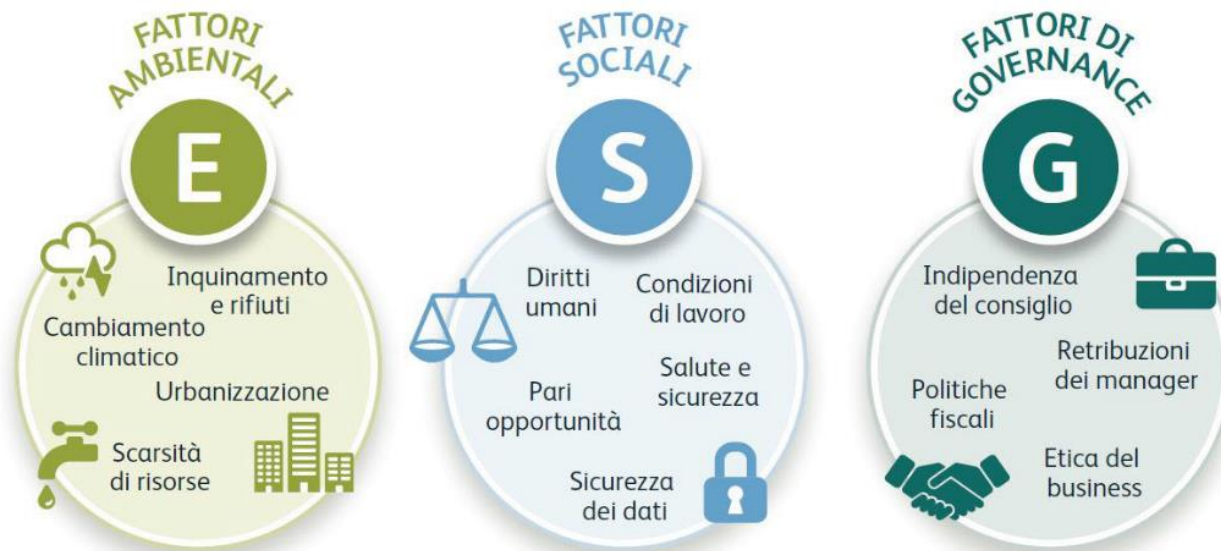 FATTORI
AMBIENTALI
E
Inquinamento
e rifiuti
Cambiamento
climatico
Urbanizzazione
Scarsità
di risorse
FATTORI
SOCIALI
S
Diritti
umani
Condizioni
di lavoro
Pari
opportunità
Salute e
sicurezza
Sicurezza
dei dati
FATTORI DI
GOVERNANCE
G
Indipendenza
del consiglio
Retribuzioni
dei manager
Politiche
fiscali
Etica del
business